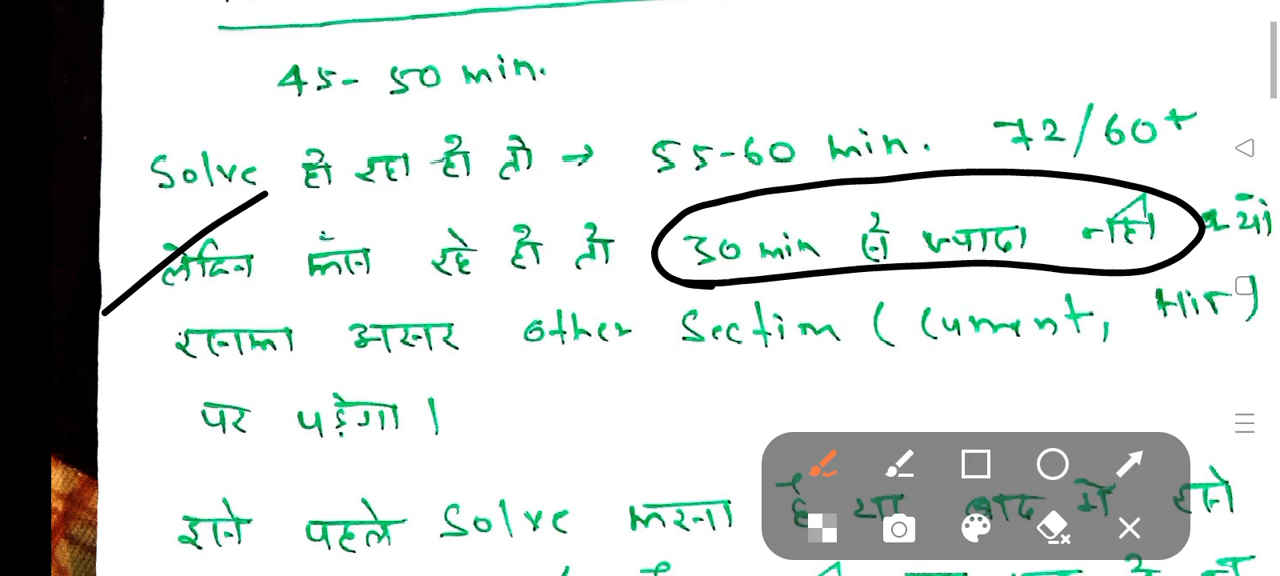 45- 50 min.
Solve हो रहा हो तो → 55-60 min. 72/60+
लेकिन फंस रहे हो तो 30 min से ज्यादा नहीं क्यों
इसका असर other Section ( Current, Hin
पर पड़ेगा।
इसे पहले Solve करना है या बाद में इसे